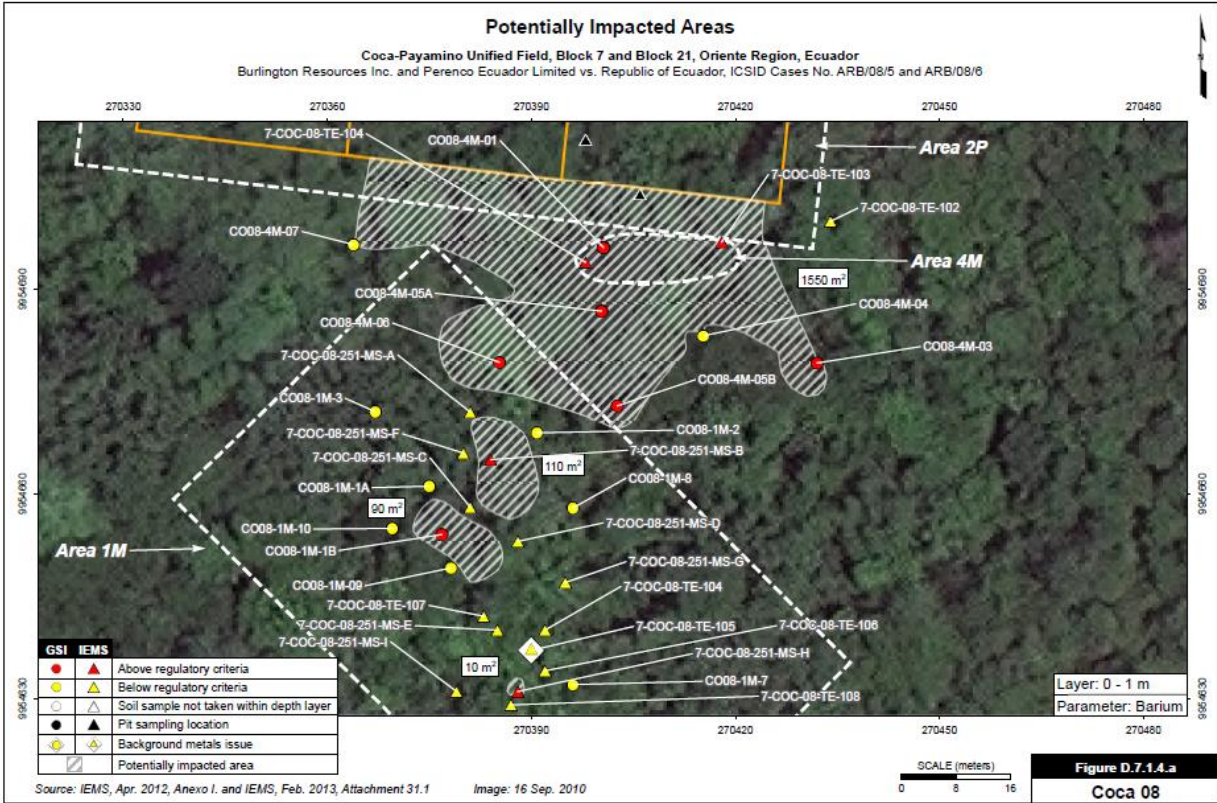 Potentially Impacted Areas
Coca-Payamino Unified Field, Block 7 and Block 21, Oriente Region, Ecuador
Burlington Resources Inc. and Perenco Ecuador Limited vs. Republic of Ecuador, ICSID Cases No. ARB/08/5 and ARB/08/6
270330 270360 270390 270420 270450 270480
7-COC-08-TE-104
CO08-4M-01
Area 2P
7-COC-08-TE-103
7-COC-08-TE-102
CO08-4M-07
Area 4M
1550 m²
9954690
9954690
CO08-4M-05A
CO08-4M-04
CO08-4M-06
CO08-4M-03
7-COC-08-251-MS-A
CO08-4M-05B
CO08-1M-3
CO08-1M-2
7-COC-08-251-MS-F
7-COC-08-251-MS-B
7-COC-08-251-MS-C
110 m²
CO08-1M-8
CO08-1M-1A
9954660
9954660
90 m²
7-COC-08-251-MS-D
CO08-1M-10
Area 1M
CO08-1M-1B
7-COC-08-251-MS-G
CO08-1M-09
7-COC-08-TE-104
7-COC-08-TE-107
7-COC-08-TE-105
7-COC-08-TE-106
7-COC-08-251-MS-E
7-COC-08-251-MS-H
7-COC-08-251-MS-I
10 m²
CO08-1M-7
7-COC-08-TE-108
9954630
9954630
GSI IEMS
Above regulatory criteria
Below regulatory criteria
Soil sample not taken within depth layer
Pit sampling location
Background metals issue
Potentially impacted area
Layer: 0 - 1 m
Parameter: Barium
270390 270420 270450 270480
SCALE (meters)
0 8 16
Figure D.7.1.4.a
Coca 08
Source: IEMS, Apr. 2012, Anexo I. and IEMS, Feb. 2013, Attachment 31.1 Image: 16 Sep. 2010